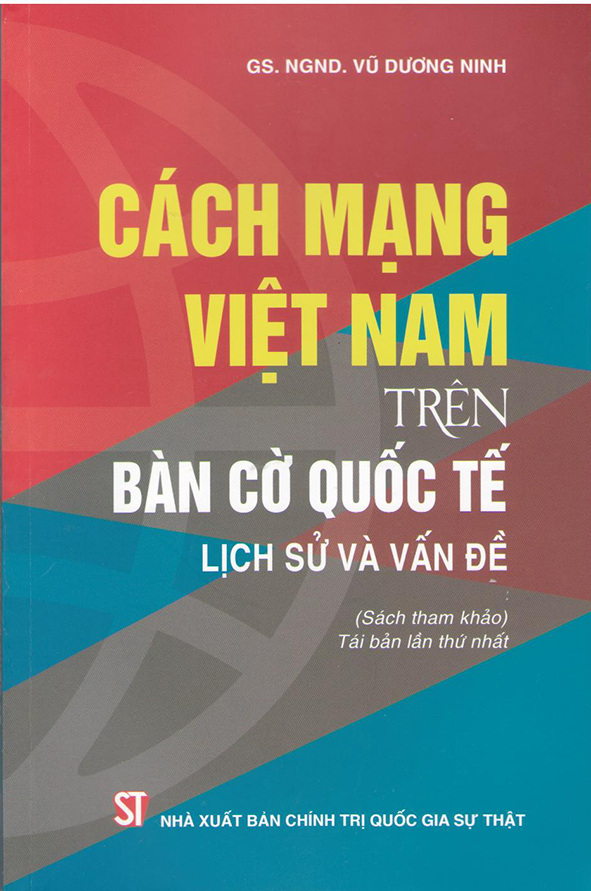 GS. NGND. VŨ DƯƠNG NINH
CÁCH MẠNG
VIỆT NAM
TRÊN
BÀN CỜ QUỐC TẾ
LỊCH SỬ VÀ VẤN ĐỀ
(Sách tham khảo)
Tái bản lần thứ nhất
ST
NHÀ XUẤT BẢN CHÍNH TRỊ QUỐC GIA SỰ THẬT